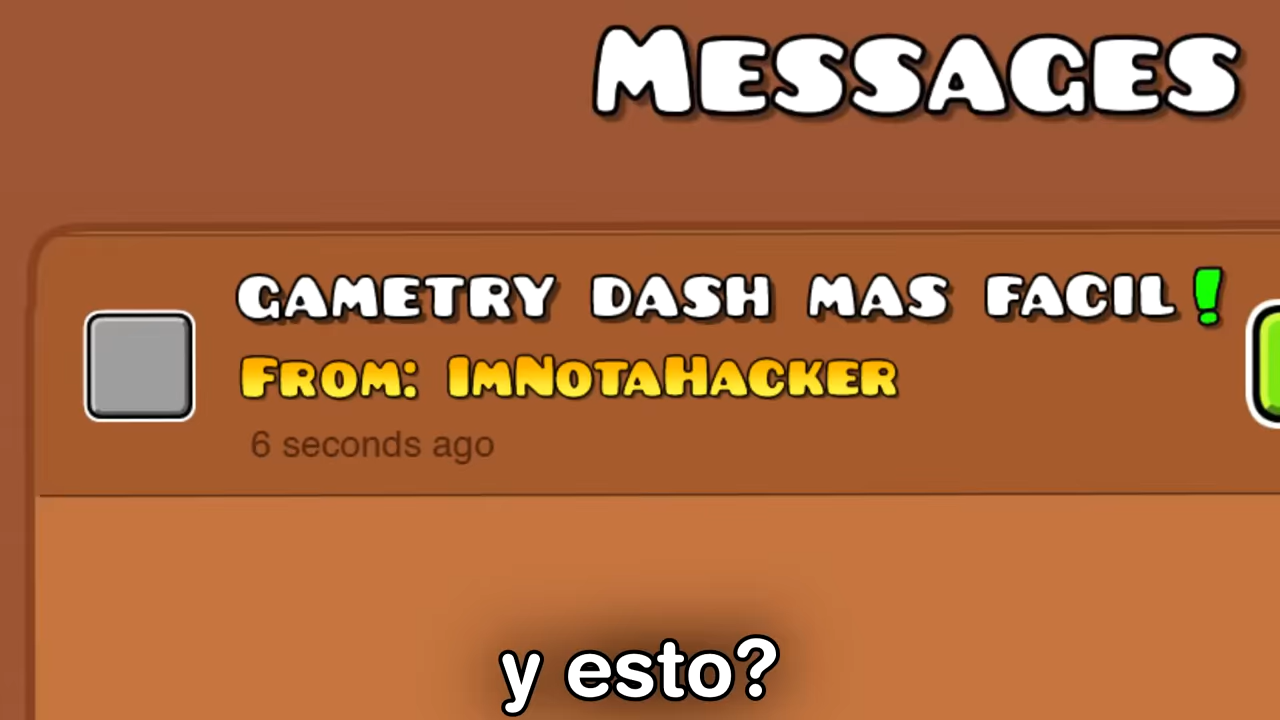 MESSAGES
GAMETRY DASH MAS FACIL!
FROM: IMNOTAHACKER
6 seconds ago
y esto?